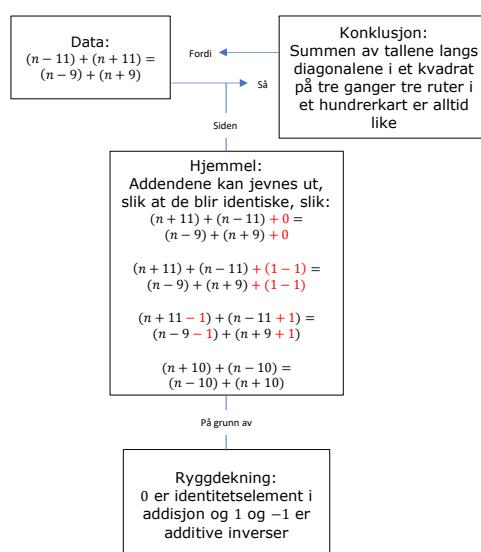 Data:
(n − 11) + (n + 11) =
(n − 9) + (n + 9)
Fordi
Så
Konklusjon:
Summen av tallene langs
diagonalene i et kvadrat
på tre ganger tre ruter i
et hundrerkart er alltid
like
Siden
Hjemmel:
Addendene kan jevnes ut,
slik at de blir identiske, slik:
(n + 11) + (n − 11) + 0 =
(n − 9) + (n + 9) + 0
(n + 11) + (n − 11) + (1 − 1) =
(n − 9) + (n + 9) + (1 − 1)
(n + 11 − 1) + (n − 11 + 1) =
(n − 9 − 1) + (n + 9 + 1)
(n + 10) + (n − 10) =
(n − 10) + (n + 10)
På grunn av
Ryggdekning:
0 er identitetselement i
addisjon og 1 og −1 er
additive inverser